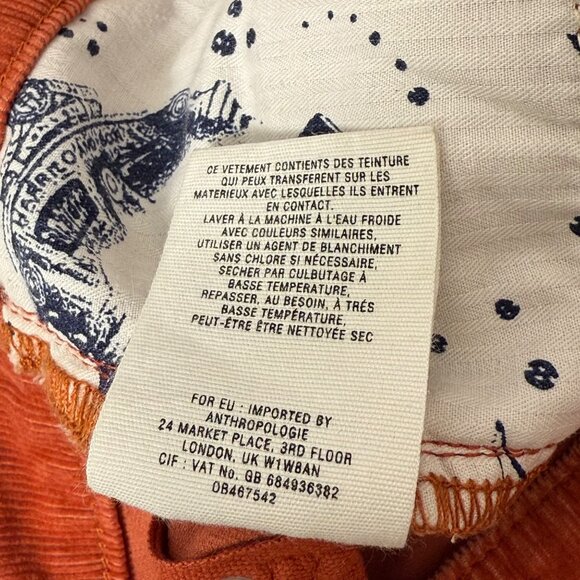 CE VETEMENT CONTIENTS DES TEINTURE
QUI PEUX TRANSFERENT SUR LES
MATERIEUX AVEC LESQUELLES ILS ENTRENT
EN CONTACT.
LAVER À LA MACHINE À L'EAU FROIDE
AVEC COULEURS SIMILAIRES,
UTILISER UN AGENT DE BLANCHIMENT
SANS CHLORE SI NÉCESSAIRE,
SECHER PAR CULBUTAGE À
BASSE TEMPERATURE,
REPASSER, AU BESOIN, À TRÉS
BASSE TEMPÉRATURE,
PEUT-ÊTRE ÊTRE NETTOYÉE SEC
FOR EU : IMPORTED BY
ANTHROPOLOGIE
24 MARKET PLACE, 3RD FLOOR
LONDON, UK W1W8AN
CIF : VAT No. GB 684936382
OB467542